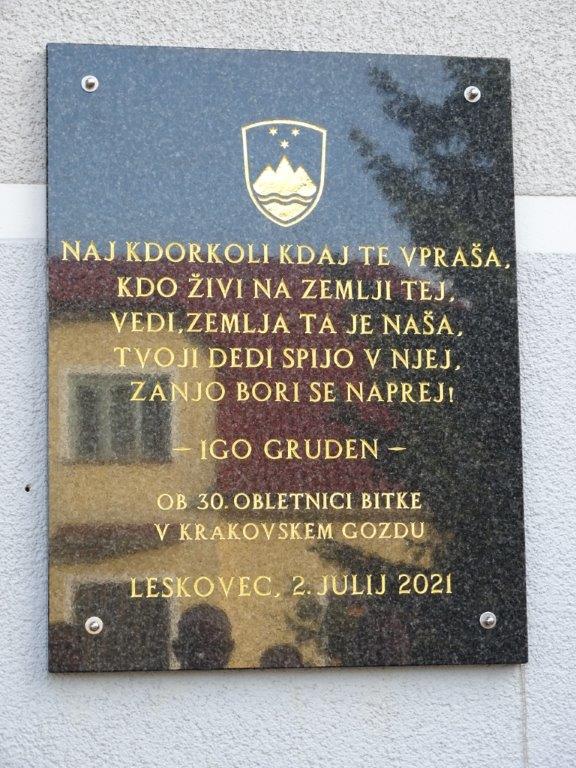 NAJ KDORKOLI KDAJ TE VPRAŠA,
KDO ŽIVI NA ZEMLJI TEJ,
VEDI, ZEMLJA TA JE NAŠA,
TVOJI DEDI SPIJO V NJEJ,
ZANJO BORI SE NAPREJ!
– IGO GRUDEN –
OB 30. OBLETNICI BITKE
V KRAKOVSKEM GOZDU
LESKOVEC, 2. JULIJ 2021